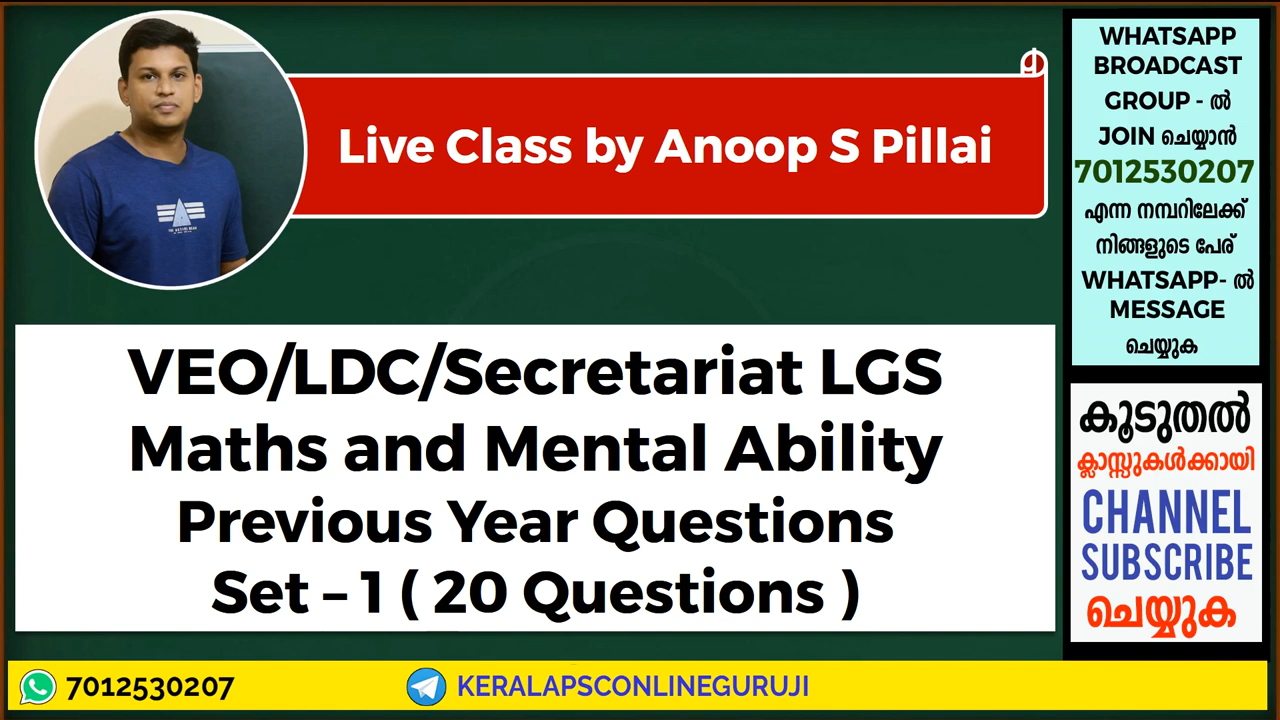 Live Class by Anoop S Pillai
VEO/LDC/Secretariat LGS
Maths and Mental Ability
Previous Year Questions
Set – 1 ( 20 Questions )
WHATSAPP
BROADCAST
GROUP - ൽ
JOIN ചെയ്യാൻ
7012530207
എന്ന നമ്പറിലേക്ക്
നിങ്ങളുടെ പേര്
WHATSAPP- ൽ
MESSAGE
ചെയ്യുക
കൂടുതൽ
ക്ലാസ്സുകൾക്കായി
CHANNEL
SUBSCRIBE
ചെയ്യുക
7012530207
KERALAPSCONLINEGURUJI